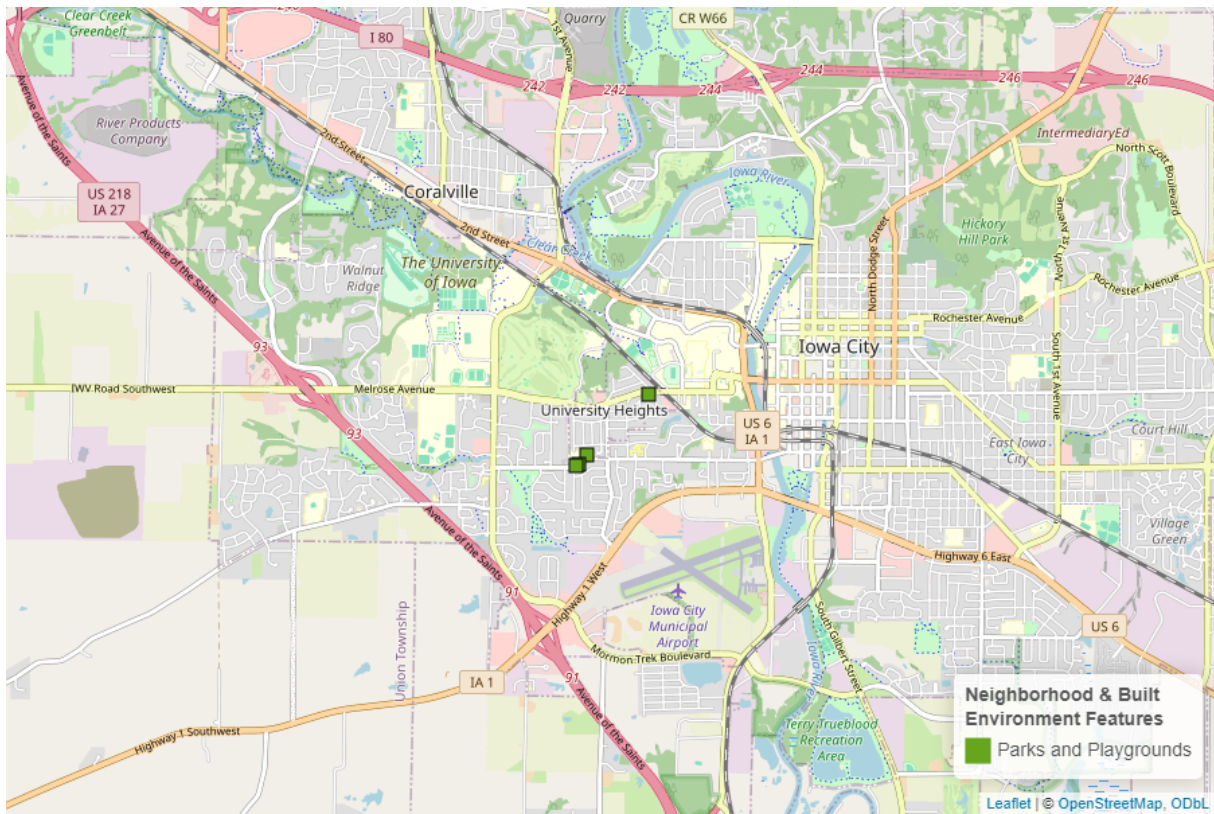 Clear Creek
Greenbelt
Quarry
CR W66
I 80
1st Avenue
242
242
244
244
246
246
Avenue of the Saints
River Products
Company
2nd Street
IntermediaryEd
North Scott Boulevard
US 218
IA 27
Coralville
Iowa River
North 1st Avenue
Hickory
Hill Park
North Dodge Street
Avenue of the Saints
2nd Street
Clear Creek
The University
of Iowa
Walnut
Ridge
Rochester Avenue
Rochester Avenue
93
Iowa City
South 1st Avenue
IWV Road Southwest
Melrose Avenue
University Heights
93
US 6
IA 1
East Iowa
City
Court Hill
Avenue of the Saints
Village
Green
Highway 6 East
91
Highway 1 West
Iowa City
Municipal
Airport
Union Township
South Gilbert Street
US 6
Iowa River
Mormon Trek Boulevard
IA 1
91
Avenue of the Saints
Highway 1 Southwest
Terry Trueblood
Recreation
Area
Neighborhood & Built
Environment Features
Parks and Playgrounds
Leaflet | © OpenStreetMap, ODbL